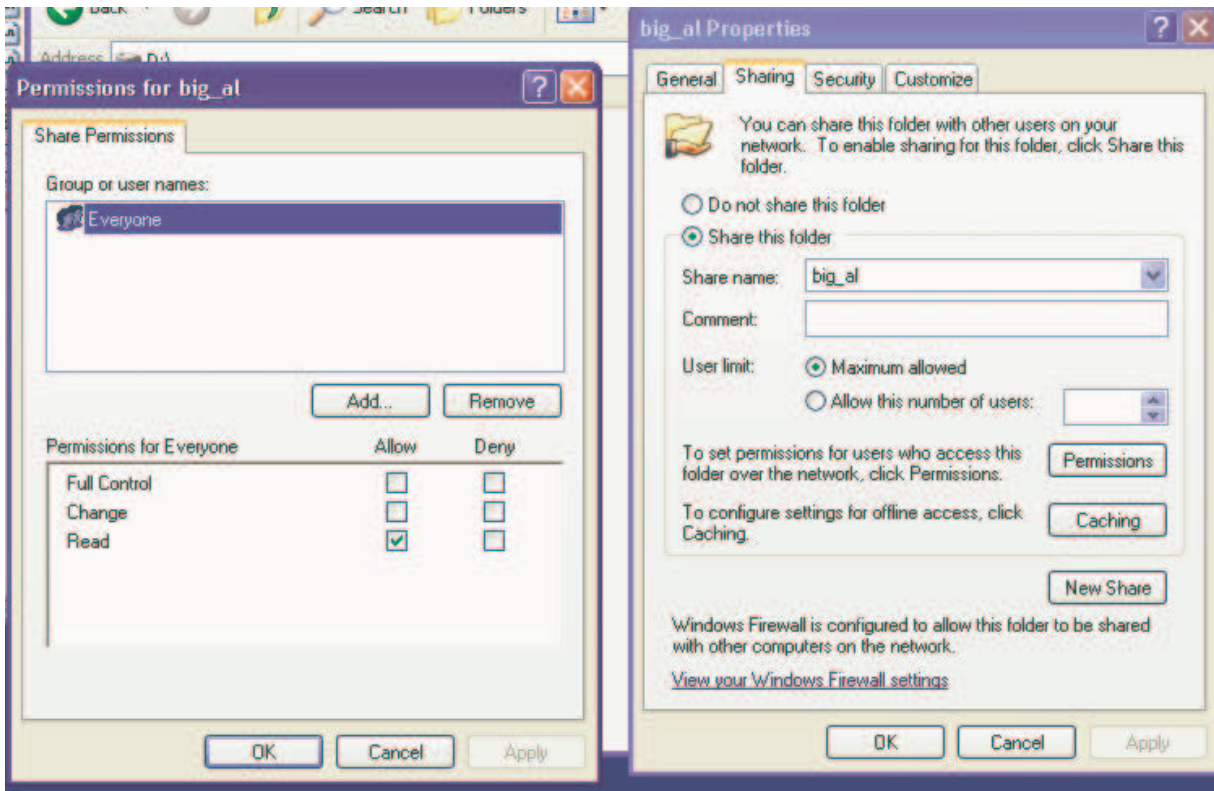 Back
Search
Folders
Address
D:\
Permissions for big_al
Share Permissions
Group or user names:
Everyone
Add...
Remove
Permissions for Everyone
Allow
Deny
Full Control
Change
Read
OK
Cancel
Apply
big_al Properties
General
Sharing
Security
Customize
You can share this folder with other users on your
network. To enable sharing for this folder, click Share this
folder.
Do not share this folder
Share this folder
Share name:
big_al
Comment:
User limit:
Maximum allowed
Allow this number of users:
To set permissions for users who access this
folder over the network, click Permissions.
Permissions
To configure settings for offline access, click
Caching.
Caching
New Share
Windows Firewall is configured to allow this folder to be shared
with other computers on the network.
View your Windows Firewall settings
OK
Cancel
Apply